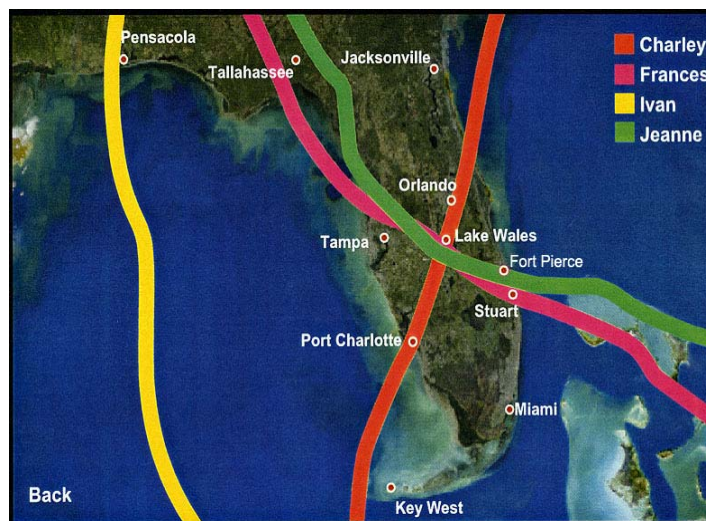 Pensacola
Tallahassee
Jacksonville
Charley
Frances
Ivan
Jeanne
Orlando
Tampa
Lake Wales
Fort Pierce
Stuart
Port Charlotte
Miami
Back
Key West